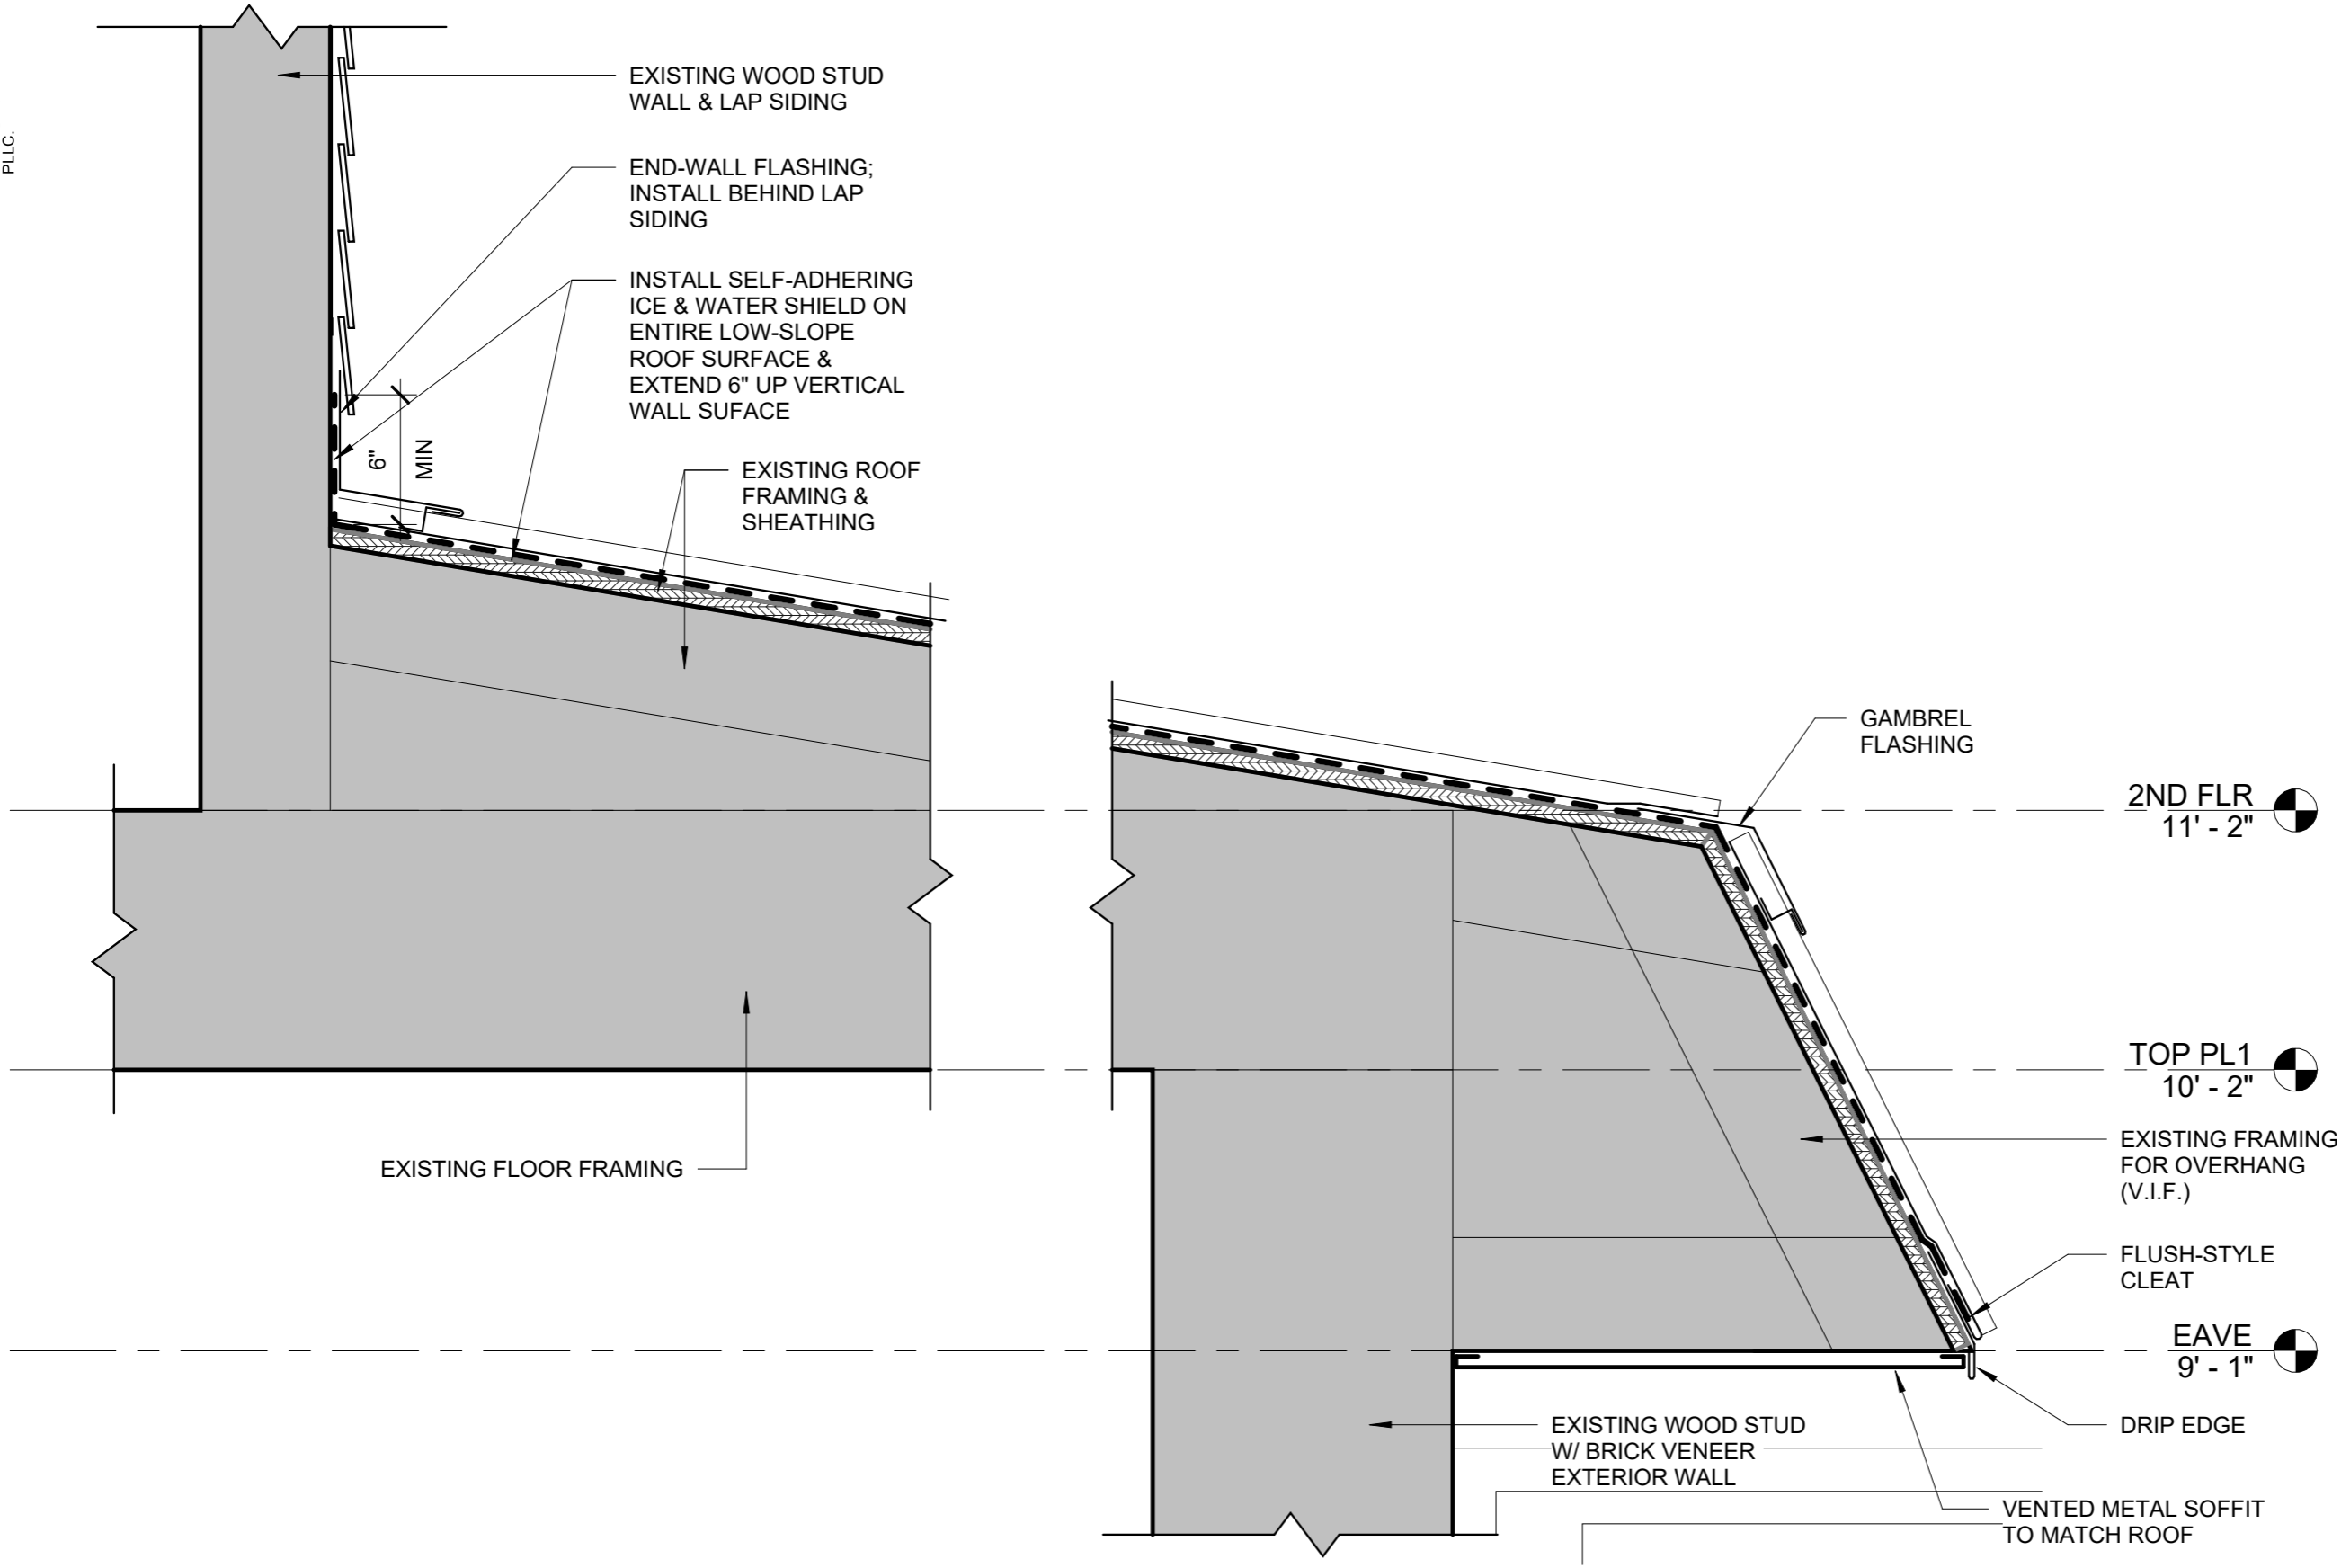 PLLC.
EXISTING WOOD STUD
WALL & LAP SIDING
END-WALL FLASHING;
INSTALL BEHIND LAP
SIDING
INSTALL SELF-ADHERING
ICE & WATER SHIELD ON
ENTIRE LOW-SLOPE
ROOF SURFACE &
EXTEND 6" UP VERTICAL
WALL SUFACE
6"
MIN
EXISTING ROOF
FRAMING &
SHEATHING
GAMBREL
FLASHING
2ND FLR
11' - 2"
TOP PL1
10' - 2"
EXISTING FRAMING
FOR OVERHANG
(V.I.F.)
EXISTING FLOOR FRAMING
FLUSH-STYLE
CLEAT
EAVE
9' - 1"
DRIP EDGE
EXISTING WOOD STUD
W/ BRICK VENEER
EXTERIOR WALL
VENTED METAL SOFFIT
TO MATCH ROOF